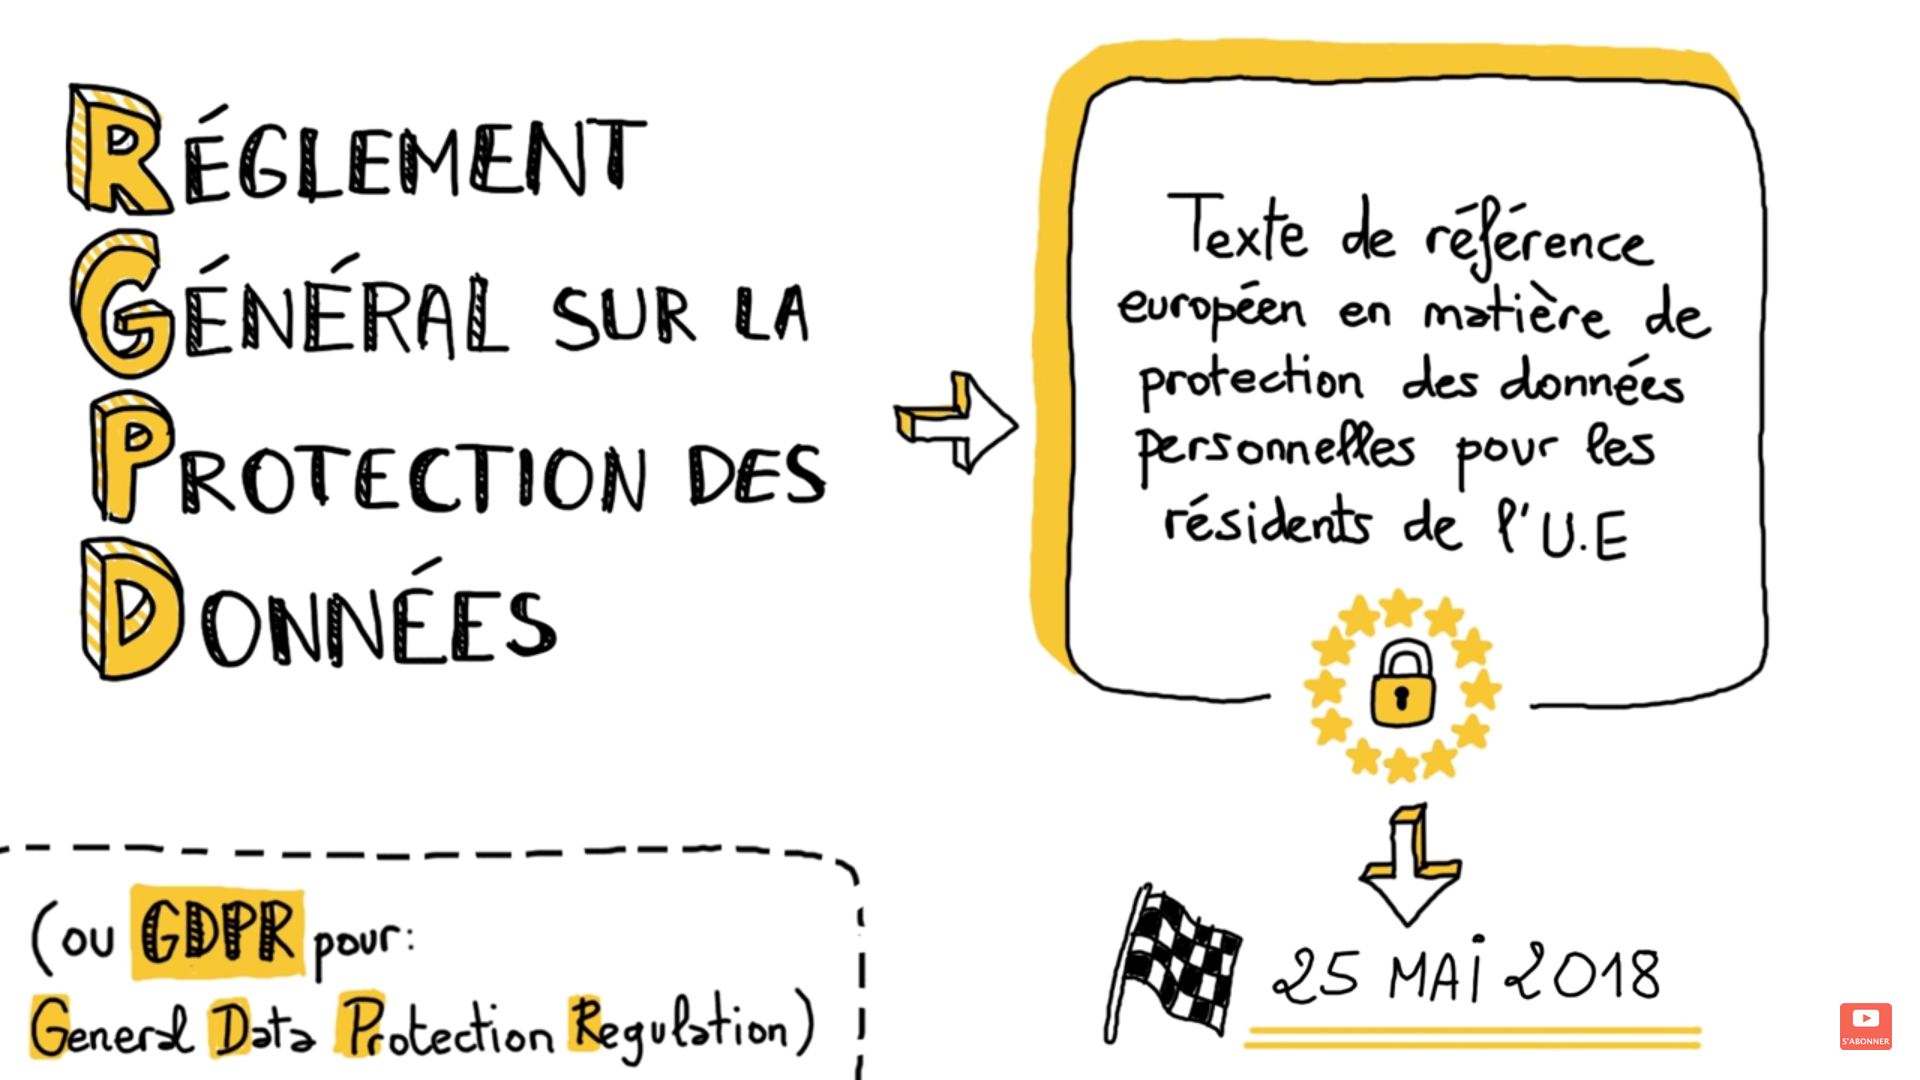 RÉGLEMENT
GÉNÉRAL SUR LA
PROTECTION DES
DONNÉES
Texte de référence
européen en matière de
protection des données
personnelles pour les
résidents de l'U.E
25 MAI 2018
(ou GDPR pour:
General Data Protection Regulation)
S'ABONNER